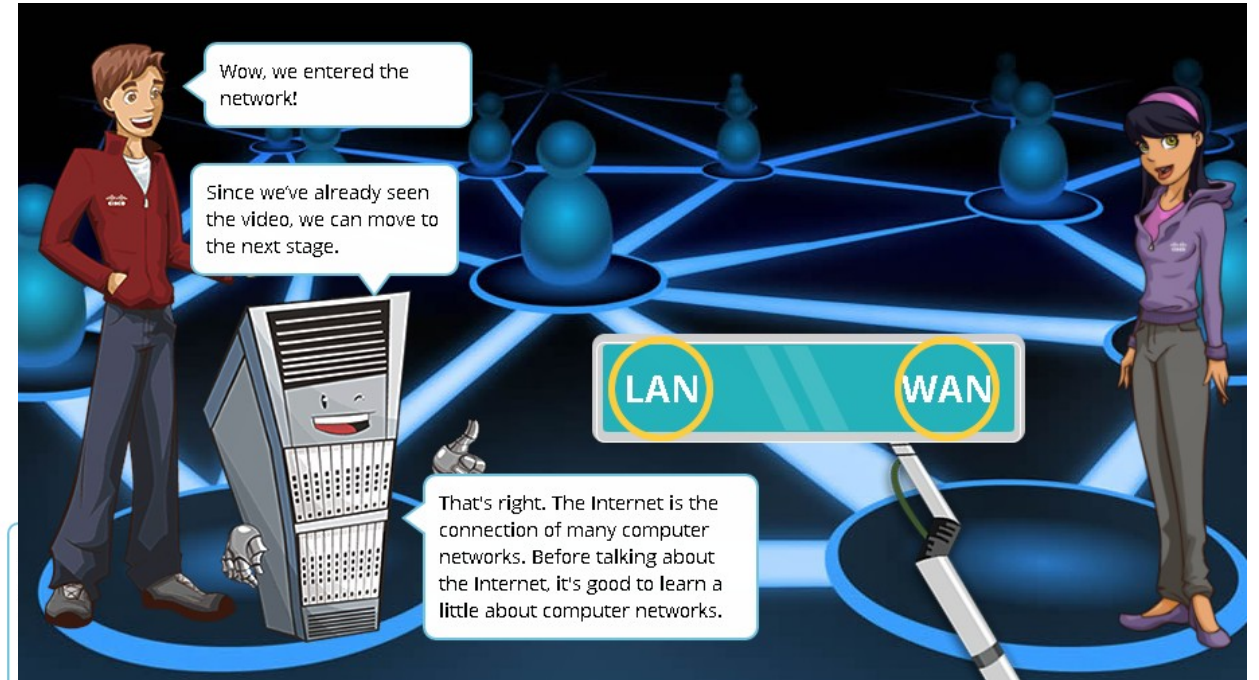 Wow, we entered the
network!
Since we've already seen
the video, we can move to
the next stage.
LAN
WAN
That's right. The Internet is the
connection of many computer
networks. Before talking about
the Internet, it's good to learn a
little about computer networks.